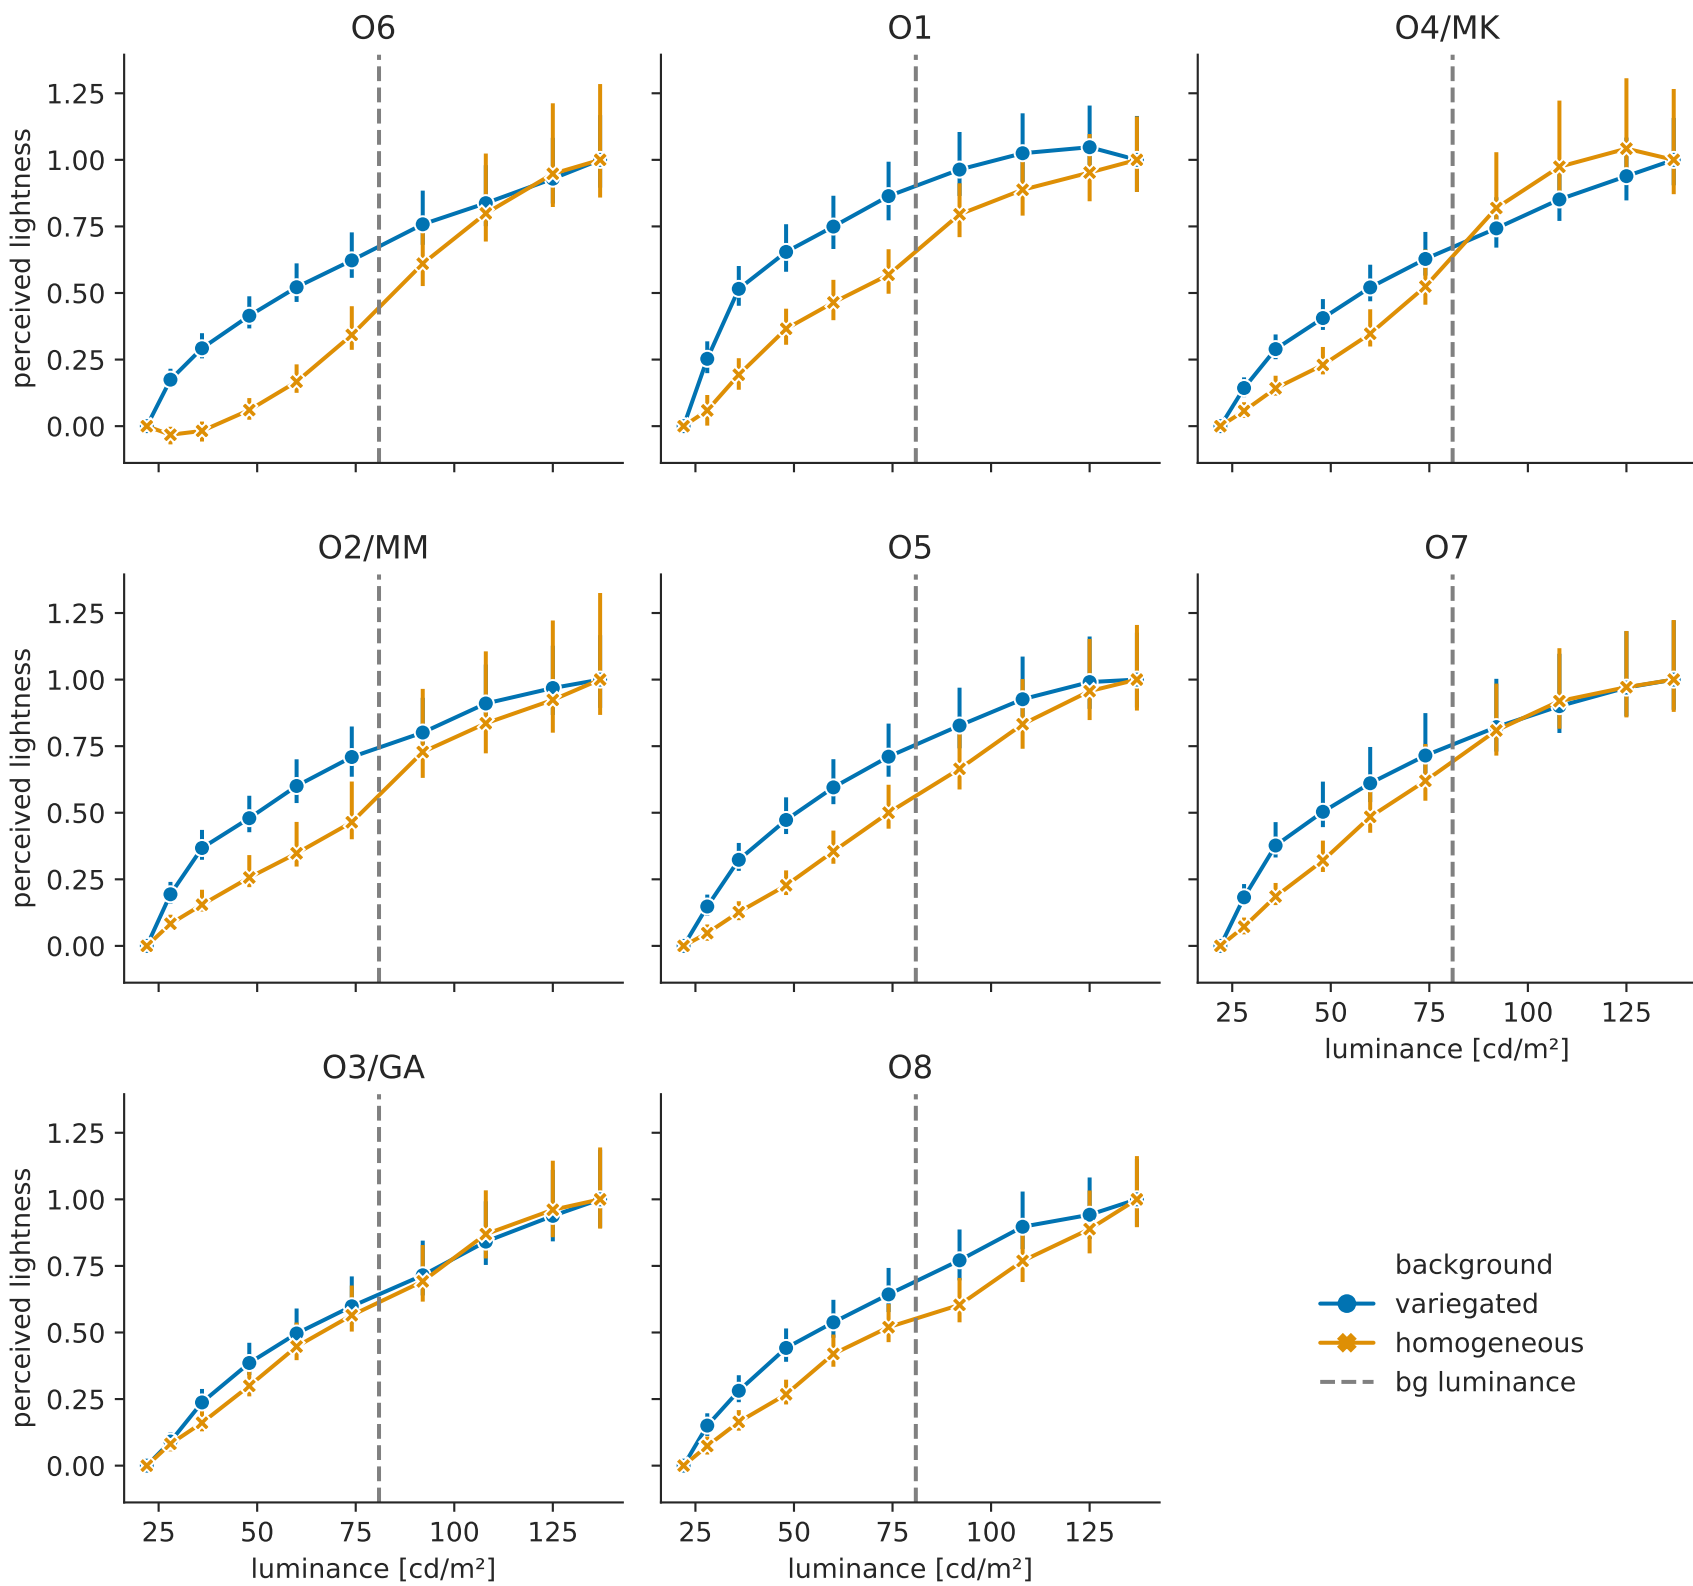 O6
O1
O4/MK
perceived lightness
1.25
1.00
0.75
0.50
0.25
0.00
O2/MM
O5
O7
perceived lightness
1.25
1.00
0.75
0.50
0.25
0.00
25 50 75 100 125
luminance [cd/m²]
O3/GA
O8
perceived lightness
1.25
1.00
0.75
0.50
0.25
0.00
25 50 75 100 125
luminance [cd/m²]
25 50 75 100 125
luminance [cd/m²]
background
variegated
homogeneous
bg luminance